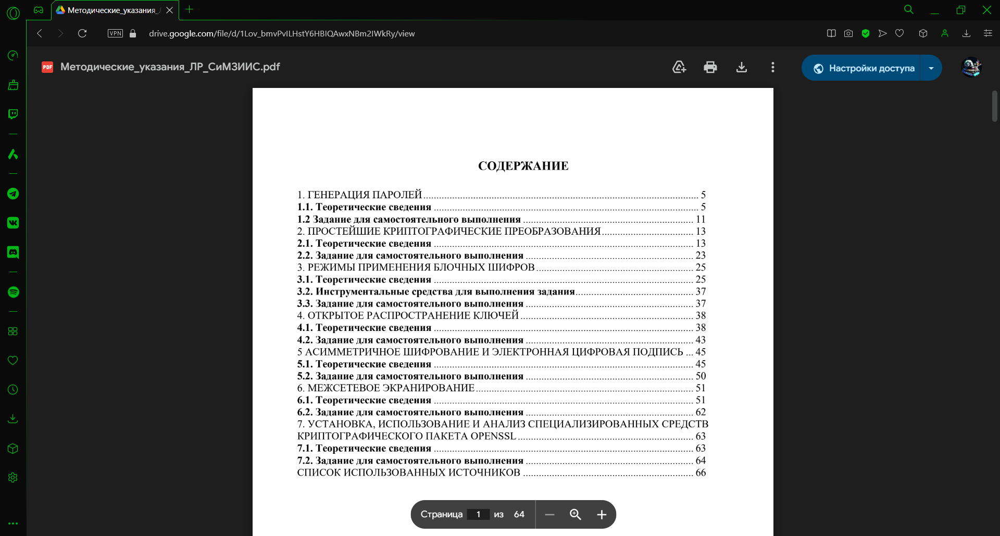 Методические_указания_
VPN
drive.google.com/file/d/1Lov_bmvPvILHstY6HBIQAwxNBm2IWkRy/view
PDF
Методические_указания_ЛР_СиМЗИИС.pdf
Настройки доступа
СОДЕРЖАНИЕ
1. ГЕНЕРАЦИЯ ПАРОЛЕЙ 5
1.1. Теоретические сведения 5
1.2 Задание для самостоятельного выполнения 11
2. ПРОСТЕЙШИЕ КРИПТОГРАФИЧЕСКИЕ ПРЕОБРАЗОВАНИЯ 13
2.1. Теоретические сведения 13
2.2. Задание для самостоятельного выполнения 23
3. РЕЖИМЫ ПРИМЕНЕНИЯ БЛОЧНЫХ ШИФРОВ 25
3.1. Теоретические сведения 25
3.2. Инструментальные средства для выполнения задания 37
3.3. Задание для самостоятельного выполнения 37
4. ОТКРЫТОЕ РАСПРОСТРАНЕНИЕ КЛЮЧЕЙ 38
4.1. Теоретические сведения 38
4.2. Задание для самостоятельного выполнения 43
5 АСИММЕТРИЧНОЕ ШИФРОВАНИЕ И ЭЛЕКТРОННАЯ ЦИФРОВАЯ ПОДПИСЬ ... 45
5.1. Теоретические сведения 45
5.2. Задание для самостоятельного выполнения 50
6. МЕЖСЕТЕВОЕ ЭКРАНИРОВАНИЕ 51
6.1. Теоретические сведения 51
6.2. Задание для самостоятельного выполнения 62
7. УСТАНОВКА, ИСПОЛЬЗОВАНИЕ И АНАЛИЗ СПЕЦИАЛИЗИРОВАННЫХ СРЕДСТВ
КРИПТОГРАФИЧЕСКОГО ПАКЕТА OPENSSL 63
7.1. Теоретические сведения 63
7.2. Задание для самостоятельного выполнения 64
СПИСОК ИСПОЛЬЗОВАННЫХ ИСТОЧНИКОВ 66
Страница 1 из 64